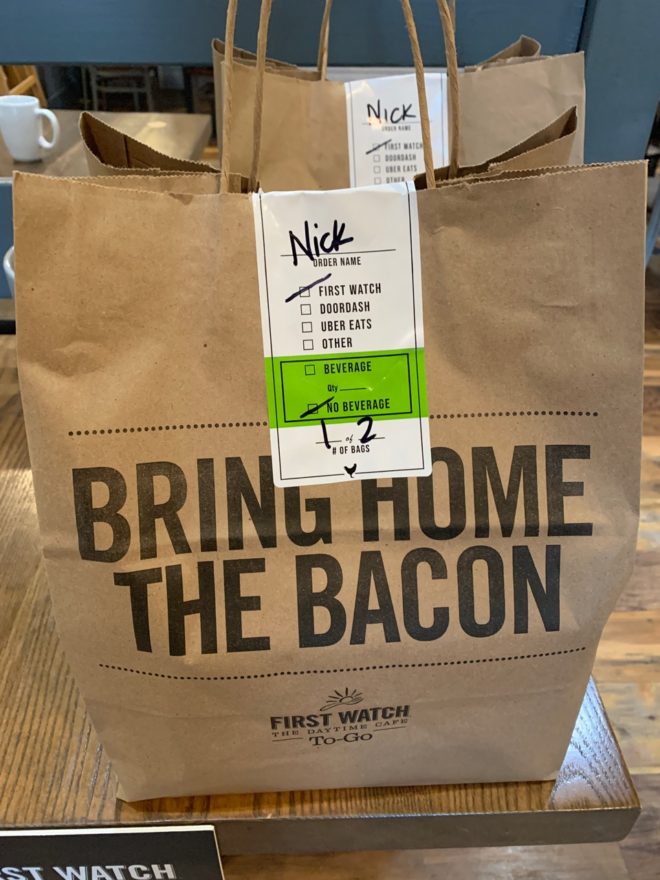 Nick
ORDER NAME
FIRST WATCH
DOORDASH
UBER EATS
OTHER
Nick
ORDER NAME
FIRST WATCH
DOORDASH
UBER EATS
OTHER
BEVERAGE
Qty
NO BEVERAGE
1 of 2
# OF BAGS
BRING HOME
THE BACON
FIRST WATCH
THE DAYTIME CAFE
To-Go
ST WATCH